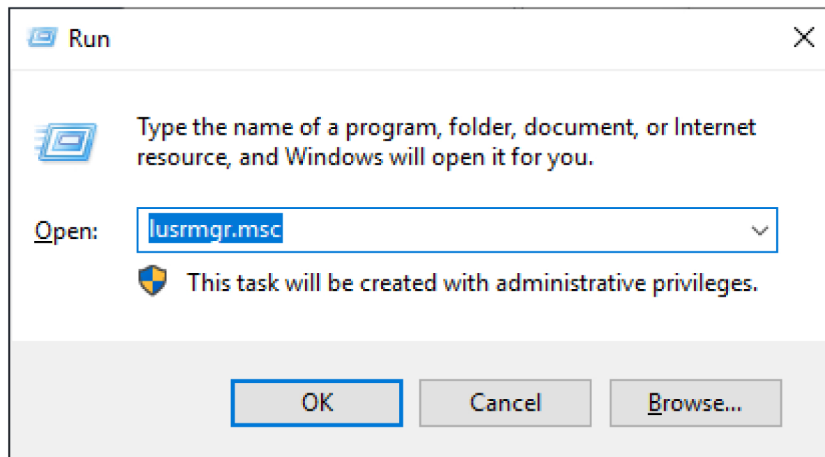 Run
Type the name of a program, folder, document, or Internet
resource, and Windows will open it for you.
Open: lusrmgr.msc
This task will be created with administrative privileges.
OK Cancel Browse...